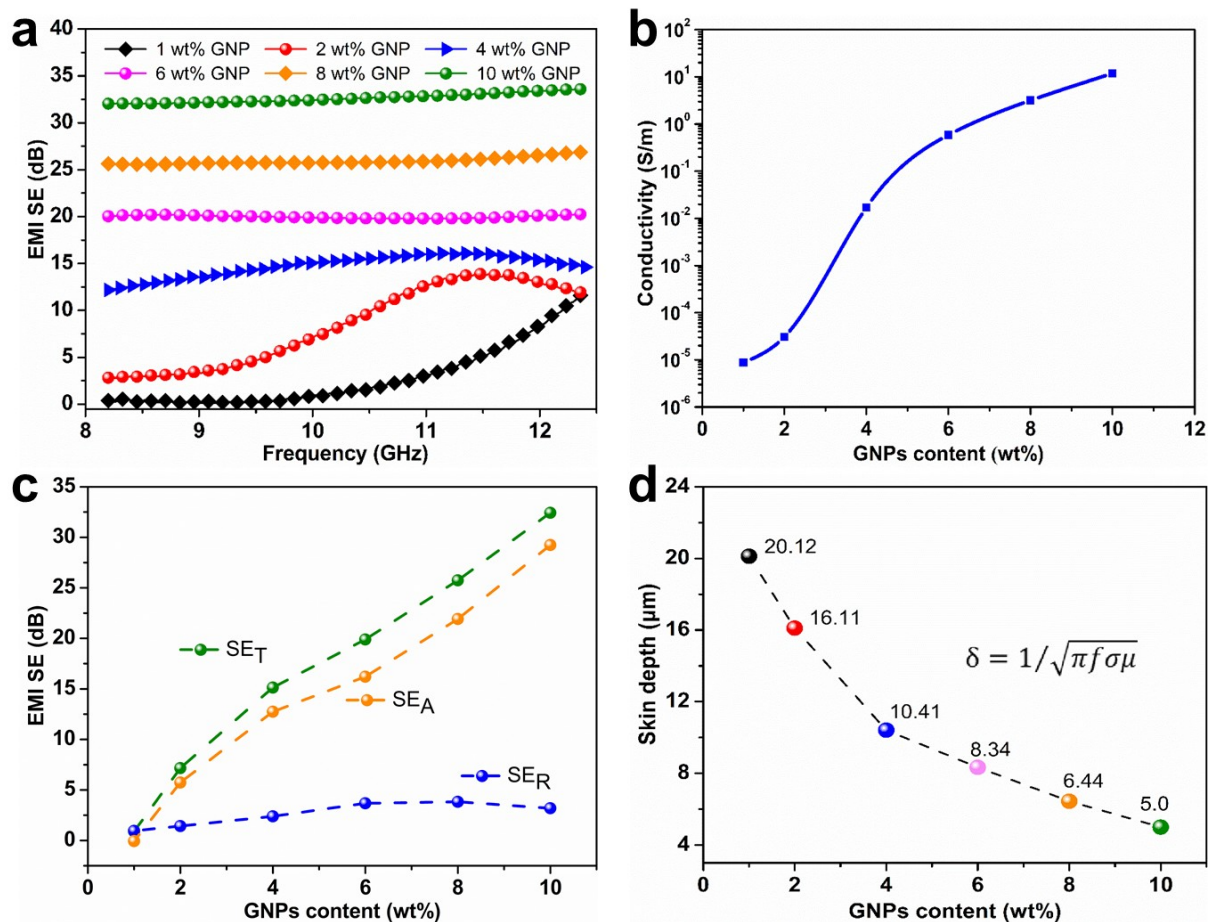 a
40
35
30
25
20
15
10
5
0
EMI SE (dB)
1 wt% GNP 2 wt% GNP 4 wt% GNP
6 wt% GNP 8 wt% GNP 10 wt% GNP
8 9 10 11 12
Frequency (GHz)
b
10²
10¹
10⁰
10⁻¹
10⁻²
10⁻³
10⁻⁴
10⁻⁵
10⁻⁶
Conductivity (S/m)
0 2 4 6 8 10 12
GNPs content (wt%)
c
35
30
25
20
15
10
5
0
EMI SE (dB)
SE_T
SE_A
SE_R
0 2 4 6 8 10
GNPs content (wt%)
d
24
20
16
12
8
4
Skin depth (μm)
20.12
16.11
10.41
8.34
6.44
5.0
δ = 1/√πfσμ
0 2 4 6 8 10
GNPs content (wt%)